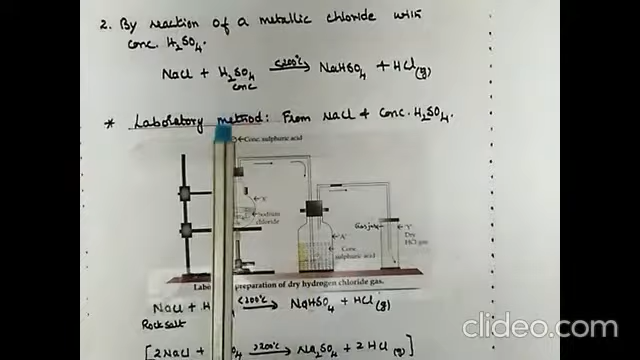 2. By reaction of a metallic chloride with
conc. H₂SO₄.
NaCl + H₂SO₄ <200°C → NaHSO₄ + HCl(g)
conc
* Laboratory method: From NaCl & conc. H₂SO₄.
←Conc. sulphuric acid
'X'
Sodium
chloride
'A'
Conc.
sulphuric acid
Gas jar
'Y'
Dry
HCl gas
preparation of dry hydrogen chloride gas.
NaCl + H <200°C → NaHSO₄ + HCl(g)
Rock salt
[2NaCl + O₄ >200°C → Na₂SO₄ + 2HCl(g)]
clideo.com